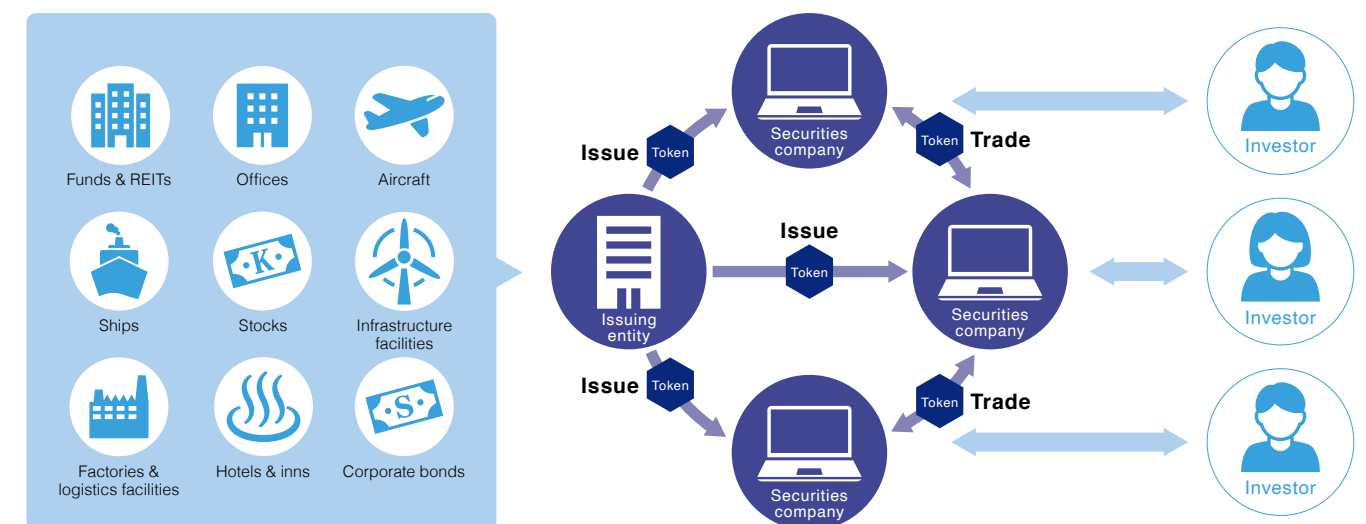 Funds & REITs
Offices
Aircraft
Ships
K
Stocks
Infrastructure
facilities
Factories &
logistics facilities
Hotels & inns
S
Corporate bonds
Issuing
entity
Issue
Token
Issue
Token
Issue
Token
Securities
company
Securities
company
Securities
company
Token
Trade
Token
Trade
Investor
Investor
Investor